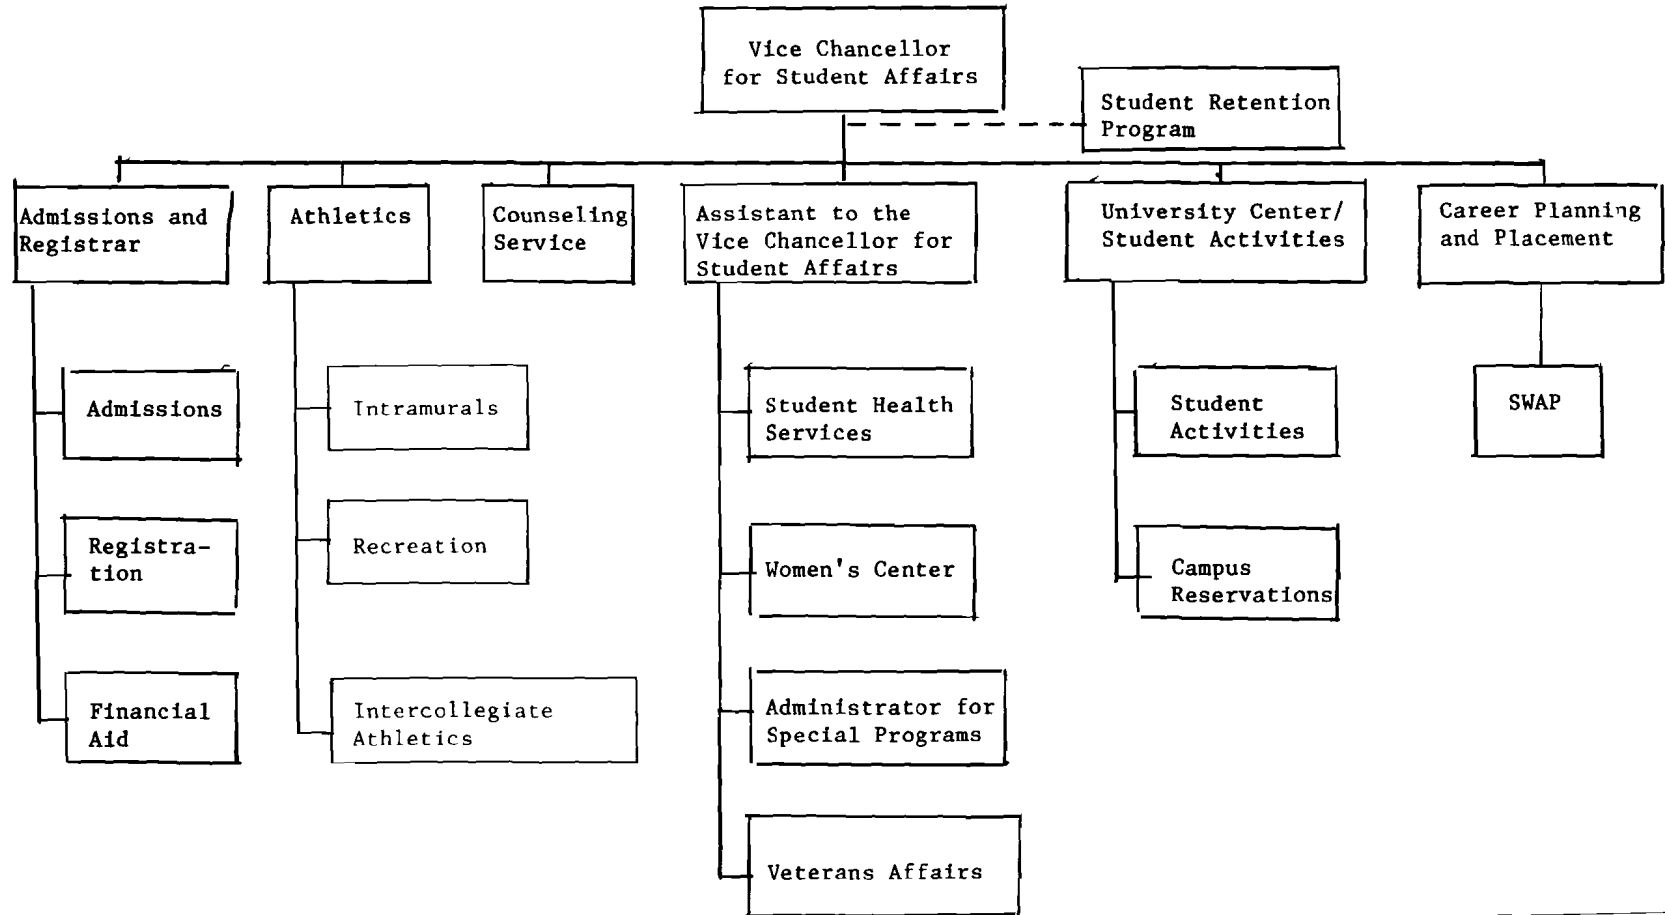 Vice Chancellor
for Student Affairs
Student Retention
Program
Admissions and
Registrar
Athletics
Counseling
Service
Assistant to the
Vice Chancellor for
Student Affairs
University Center/
Student Activities
Career Planning
and Placement
Admissions
Registra-
tion
Financial
Aid
Intramurals
Recreation
Intercollegiate
Athletics
Student Health
Services
Women's Center
Administrator for
Special Programs
Veterans Affairs
Student
Activities
Campus
Reservations
SWAP